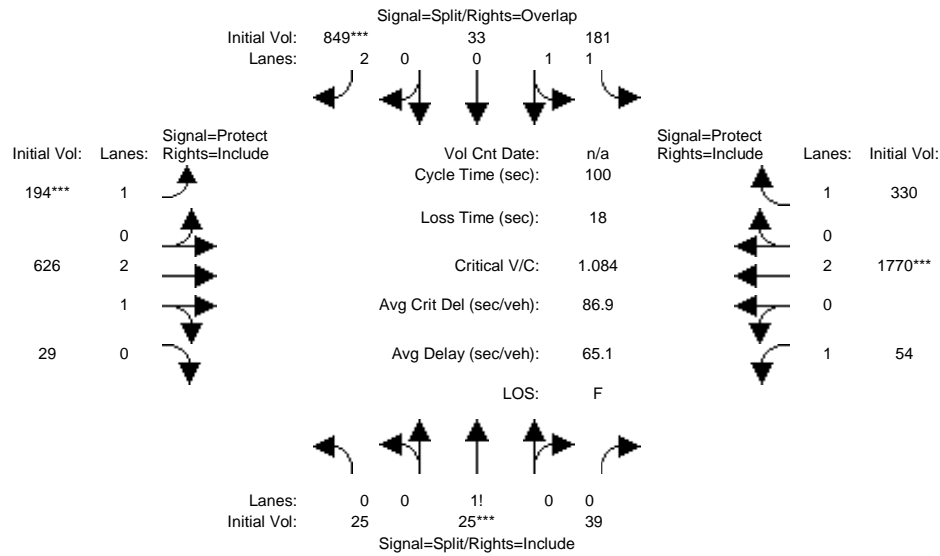 Signal=Split/Rights=Overlap
Initial Vol: 849*** 33 181
Lanes: 2 0 0 1 1
Signal=Protect
Initial Vol: Lanes: Rights=Include
194*** 1
0
626 2
1
29 0
Vol Cnt Date: n/a
Cycle Time (sec): 100
Loss Time (sec): 18
Critical V/C: 1.084
Avg Crit Del (sec/veh): 86.9
Avg Delay (sec/veh): 65.1
LOS: F
Signal=Protect
Rights=Include Lanes: Initial Vol:
1 330
0
2 1770***
0
1 54
Lanes: 0 0 1! 0 0
Initial Vol: 25 25*** 39
Signal=Split/Rights=Include